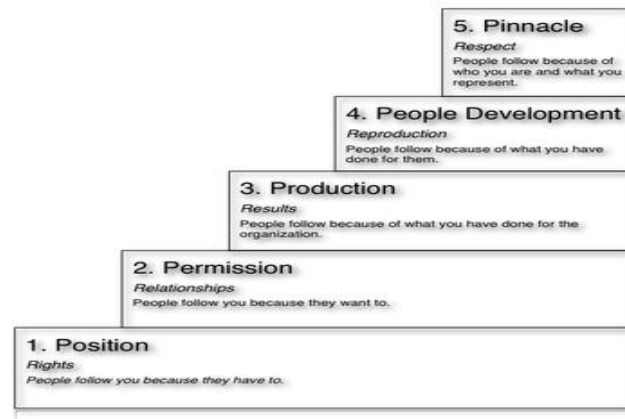 5. Pinnacle
Respect
People follow because of
who you are and what you
represent.
4. People Development
Reproduction
People follow because of what you have
done for them.
3. Production
Results
People follow because of what you have done for the
organization.
2. Permission
Relationships
People follow you because they want to.
1. Position
Rights
People follow you because they have to.